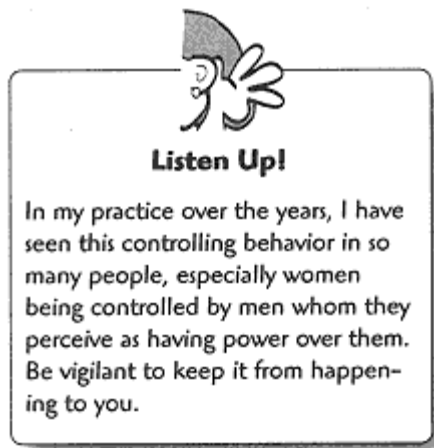 Listen Up!
In my practice over the years, I have
seen this controlling behavior in so
many people, especially women
being controlled by men whom they
perceive as having power over them.
Be vigilant to keep it from happen-
ing to you.